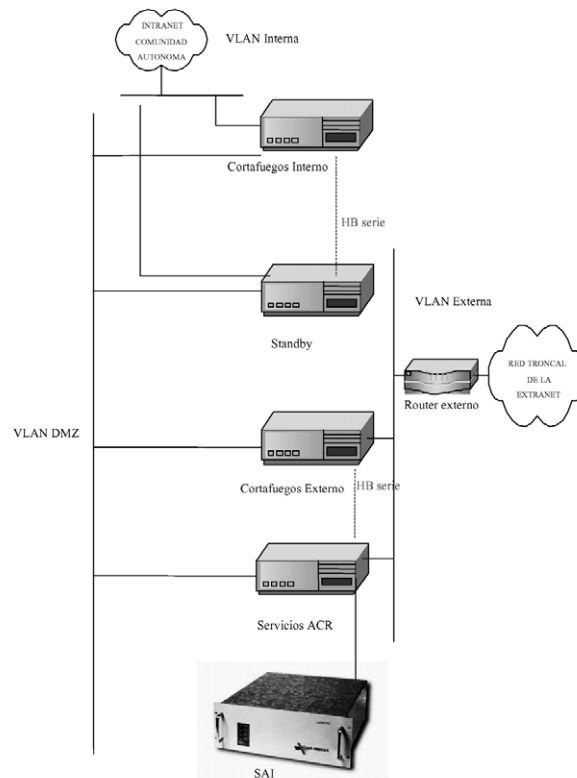 INTRANET
COMUNIDAD
AUTONOMA
VLAN Interna
Cortafuegos Interno
HB serie
Standby
VLAN Externa
RED TRONCAL
DE LA
EXTRANET
Router externo
VLAN DMZ
Cortafuegos Externo
HB serie
Servicios ACR
SAI